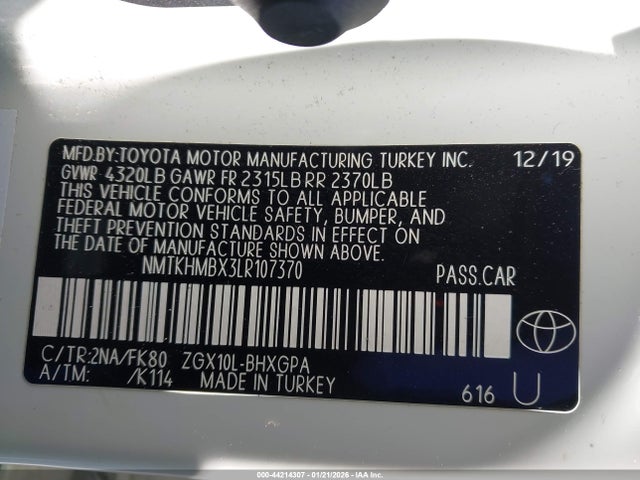 MFD.BY:TOYOTA MOTOR MANUFACTURING TURKEY INC. 12/19
GVWR 4320LB GAWR FR 2315LB RR 2370LB
THIS VEHICLE CONFORMS TO ALL APPLICABLE
FEDERAL MOTOR VEHICLE SAFETY, BUMPER, AND
THEFT PREVENTION STANDARDS IN EFFECT ON
THE DATE OF MANUFACTURE SHOWN ABOVE.
NMTKHMBX3LR107370 PASS.CAR
C/TR:2NA/FK80 ZGX10L-BHXGPA
A/TM: /K114 MADE IN TURKEY
616 U
000-44214307 - 01/21/2026 - IAA Inc.